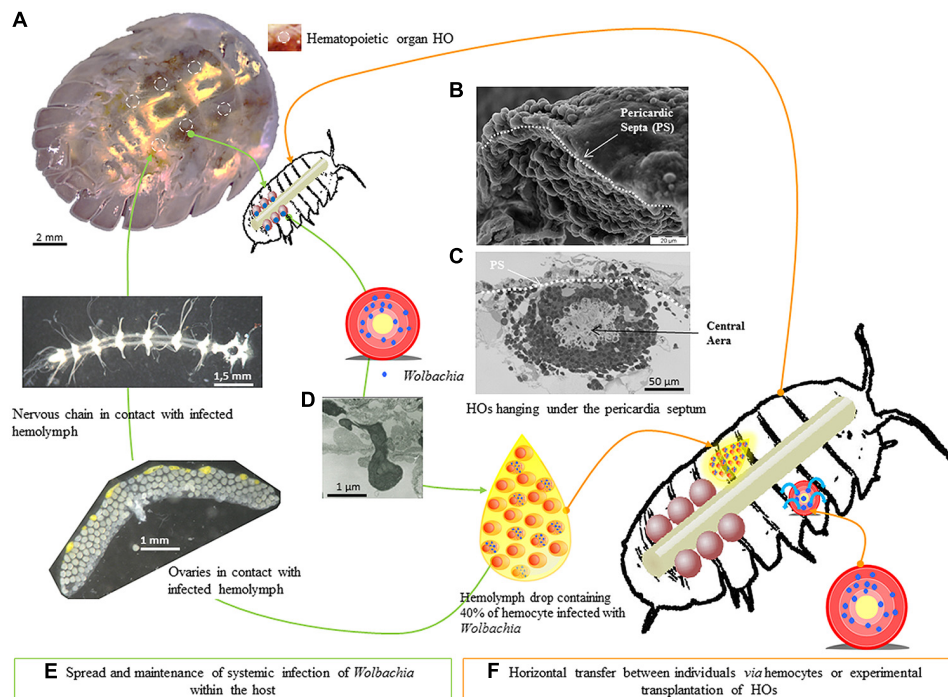 A
Hematopoietic organ HO
2 mm
B
Pericardic
Septa (PS)
20 µm
C
PS
Central
Aera
50 µm
HOs hanging under the pericardia septum
Wolbachia
1,5 mm
Nervous chain in contact with infected
hemolymph
D
1 µm
1 mm
Ovaries in contact with
infected hemolymph
Hemolymph drop containing
40% of hemocyte infected with
Wolbachia
E Spread and maintenance of systemic infection of Wolbachia
within the host
F Horizontal transfer between individuals via hemocytes or experimental
transplantation of HOs